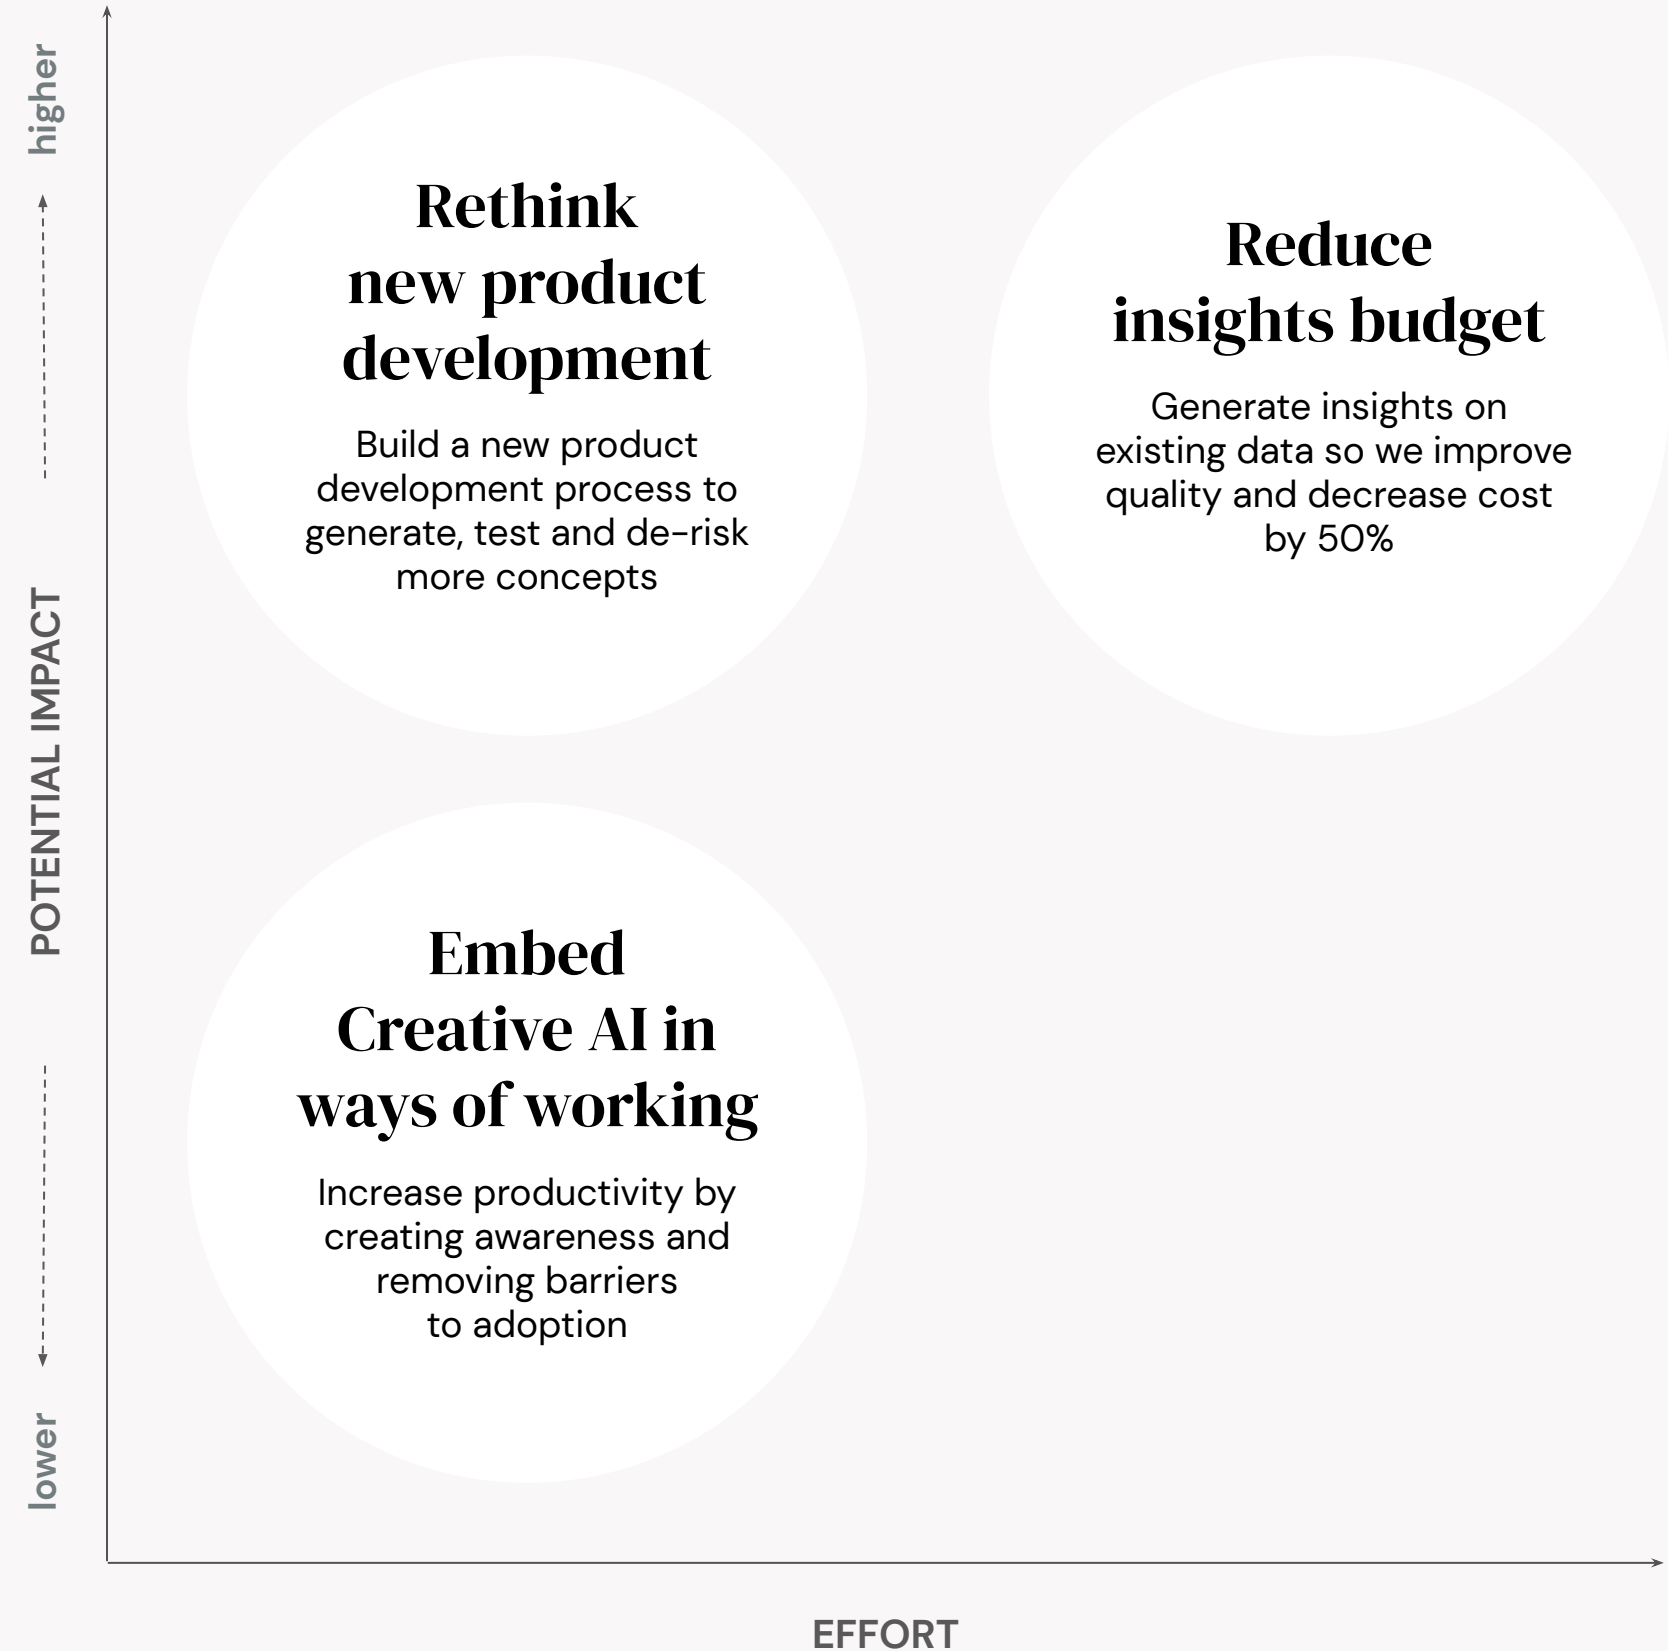 higher
POTENTIAL IMPACT
lower
Rethink
new product
development
Build a new product
development process to
generate, test and de-risk
more concepts
Reduce
insights budget
Generate insights on
existing data so we improve
quality and decrease cost
by 50%
Embed
Creative AI in
ways of working
Increase productivity by
creating awareness and
removing barriers
to adoption
EFFORT